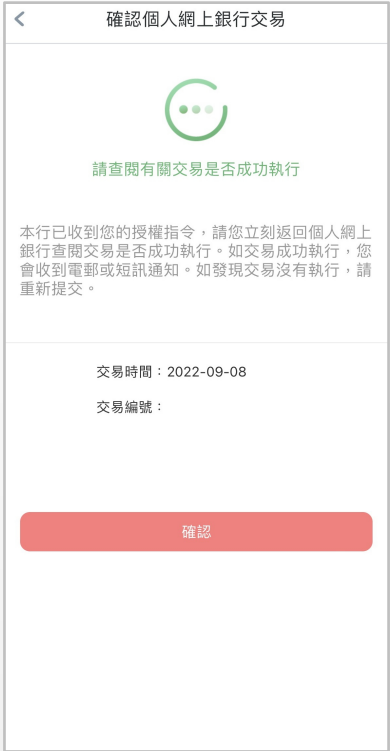 確認個人網上銀行交易
請查閱有關交易是否成功執行
本行已收到您的授權指令，請您立刻返回個人網上
銀行查閱交易是否成功執行。如交易成功執行，您
會收到電郵或短訊通知。如發現交易沒有執行，請
重新提交。
交易時間：2022-09-08
交易編號：
確認